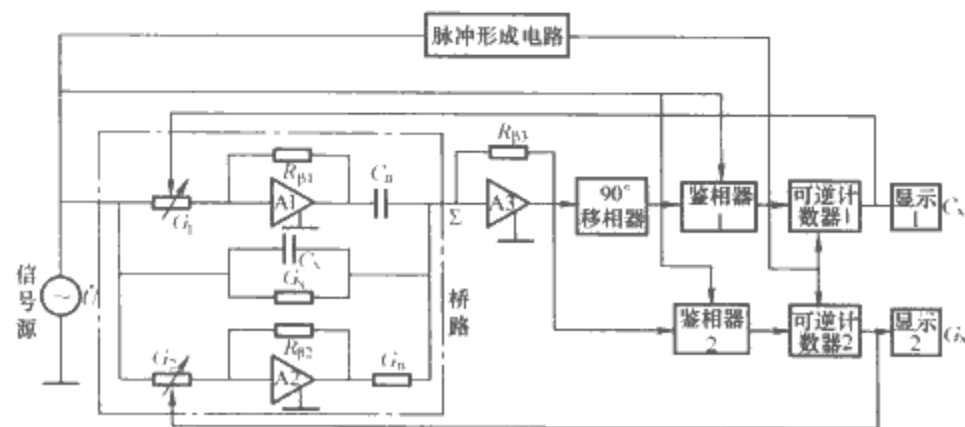 脉冲形成电路
Rβ3
Rβ1
Cn
A1
G1
Σ
A3
90°
移相器
鉴相器
1
可逆计
数器1
显示
1
Cx
Cx
Gx
信号源
~
桥路
Rβ2
G2
A2
Gn
鉴相器
2
可逆计
数器2
显示
2
Gx